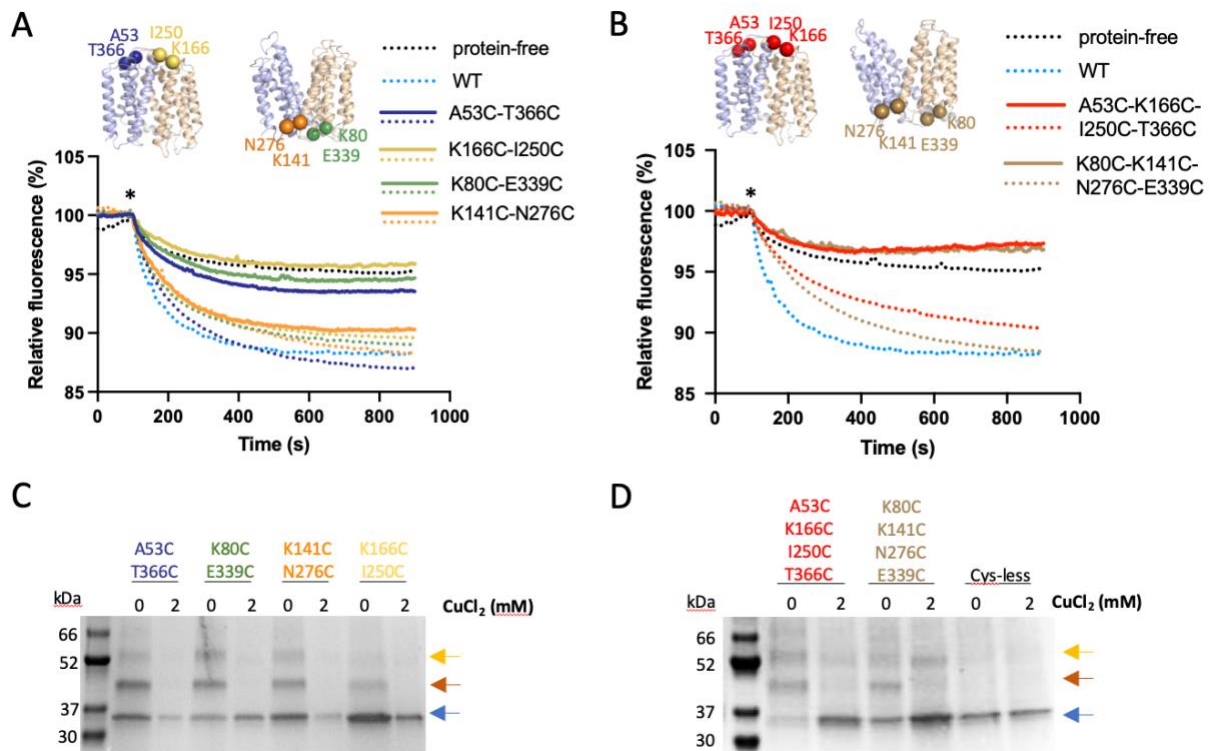 A
A53
T366
I250
K166
N276
K141
K80
E339
protein-free
WT
A53C-T366C
K166C-I250C
K80C-E339C
K141C-N276C
Relative fluorescence (%)
105
100
95
90
85
*
0
200
400
600
800
1000
Time (s)
B
A53
T366
I250
K166
N276
K141
K80
E339
protein-free
WT
A53C-K166C-
I250C-T366C
K80C-K141C-
N276C-E339C
Relative fluorescence (%)
105
100
95
90
85
*
0
200
400
600
800
1000
Time (s)
C
A53C
T366C
K80C
E339C
K141C
N276C
K166C
I250C
kDa
0 2 0 2 0 2 0 2 CuCl2 (mM)
66
52
37
30
D
A53C
K166C
I250C
T366C
K80C
K141C
N276C
E339C
Cys-less
kDa
0 2 0 2 0 2 CuCl2 (mM)
66
52
37
30